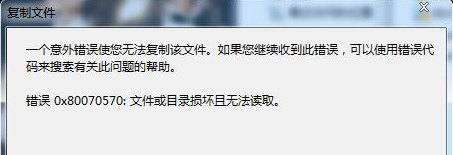 复制文件
一个意外错误使您无法复制该文件。如果您继续收到此错误，可以使用错误代
码来搜索有关此问题的帮助。
错误 0x80070570: 文件或目录损坏且无法读取。